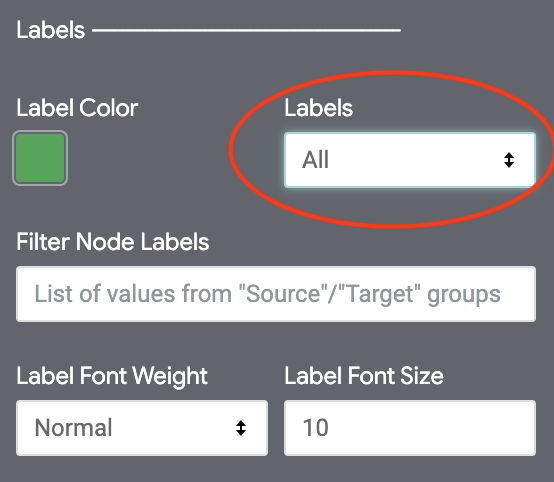 Labels
Label Color
Labels
All
Filter Node Labels
List of values from "Source"/"Target" groups
Label Font Weight
Label Font Size
Normal
10